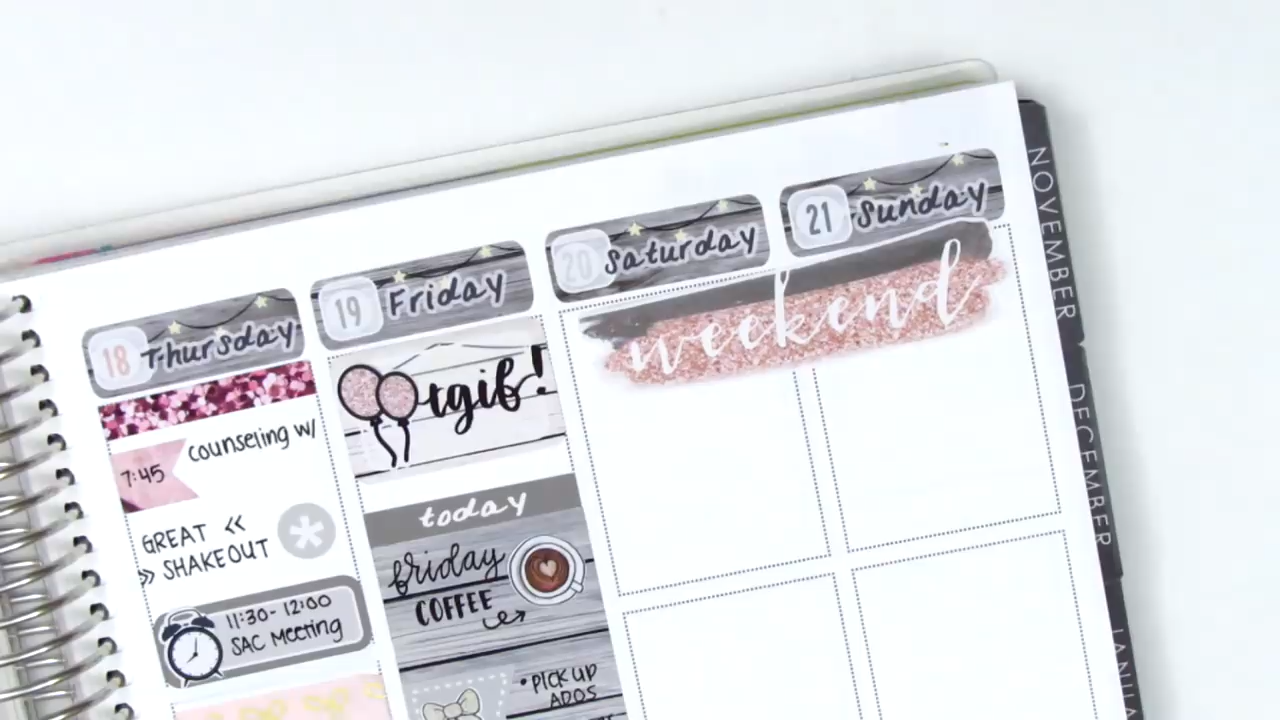 18 Thursday
counseling w/
7:45
GREAT <<
>> SHAKEOUT
11:30-12:00
SAC Meeting
19 Friday
tgif!
today
friday
COFFEE
• PICK UP
ADOS
20 Saturday
21 Sunday
weekend
NOVEMBER
DECEMBER
JANUA